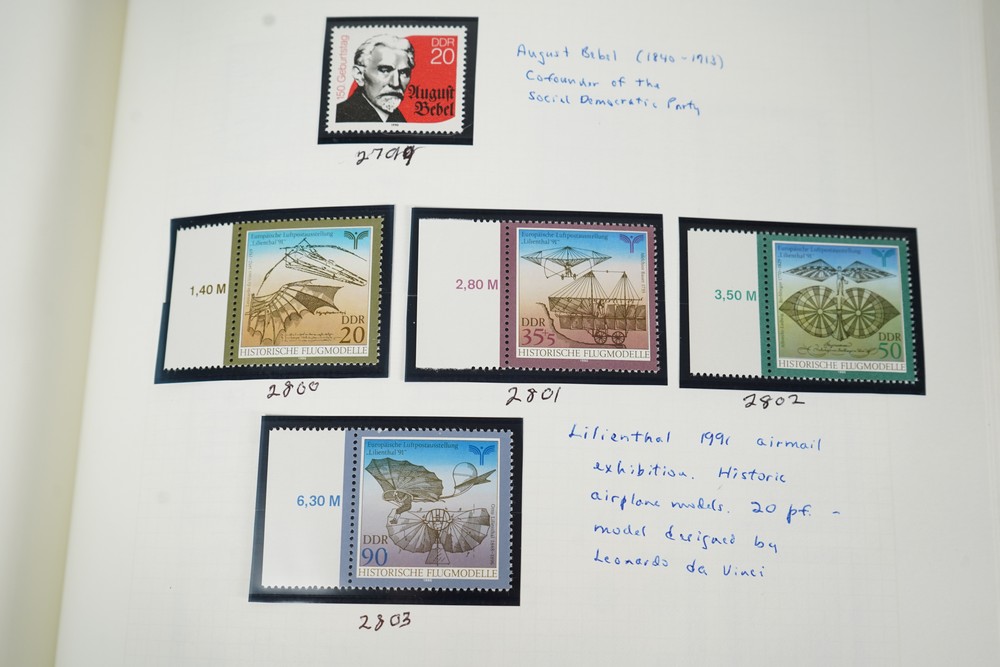 150 Geburtstag
DDR
20
August
Bebel
August Bebel (1840-1913)
Cofounder of the
Social Democratic Party
2799
1,40 M
Europäische Luftpostausstellung
„Lilienthal '91"
DDR 20
HISTORISCHE FLUGMODELLE
2800
2,80 M
Europäische Luftpostausstellung
„Lilienthal '91"
DDR
35+5
HISTORISCHE FLUGMODELLE
2801
3,50 M
Europäische Luftpostausstellung
„Lilienthal '91"
DDR
50
HISTORISCHE FLUGMODELLE
2802
6,30 M
Europäische Luftpostausstellung
„Lilienthal '91"
Otto Lilienthal
DDR
90
HISTORISCHE FLUGMODELLE
2803
Lilienthal 1991 airmail
exhibition. Historic
airplane models. 20 pf. -
model designed by
Leonardo da Vinci